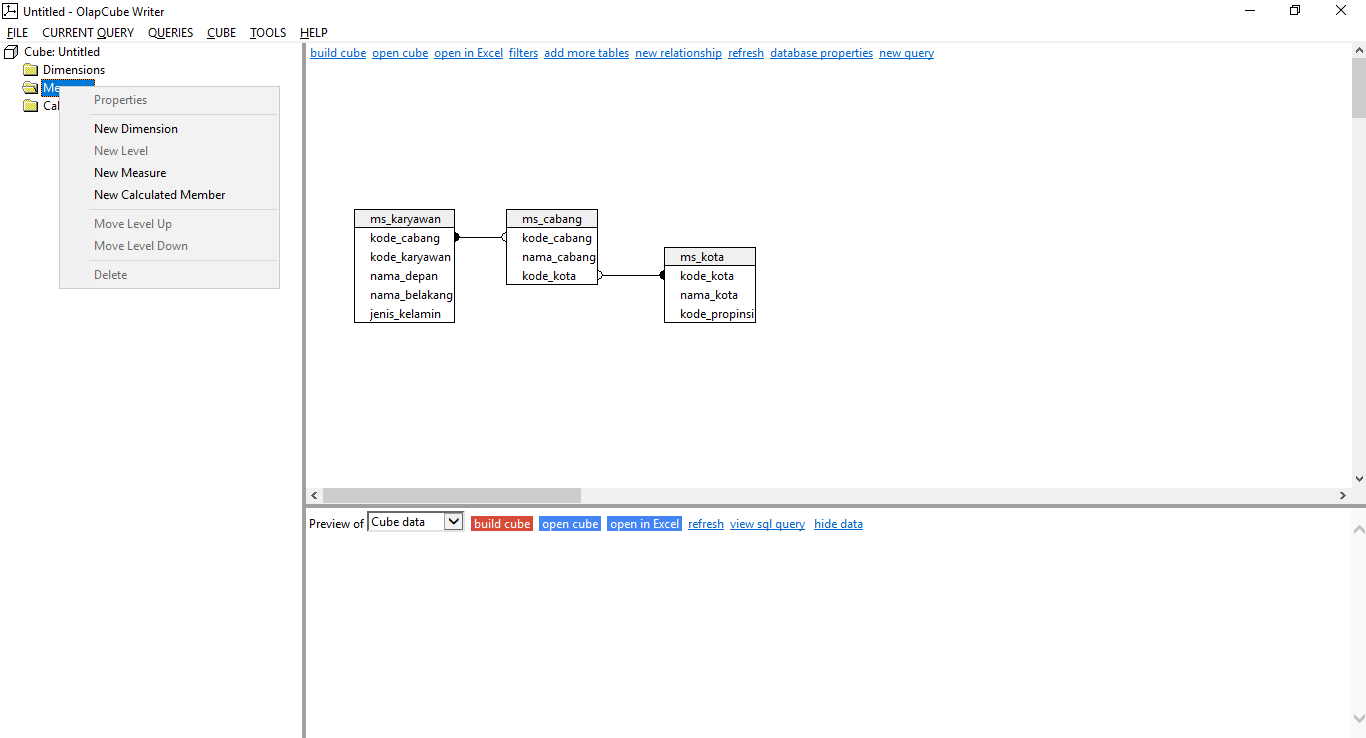 Untitled - OlapCube Writer
FILE CURRENT QUERY QUERIES CUBE TOOLS HELP
Cube: Untitled
Dimensions
Me
Cal
Properties
New Dimension
New Level
New Measure
New Calculated Member
Move Level Up
Move Level Down
Delete
build cube open cube open in Excel filters add more tables new relationship refresh database properties new query
ms_karyawan
kode_cabang
kode_karyawan
nama_depan
nama_belakang
jenis_kelamin
ms_cabang
kode_cabang
nama_cabang
kode_kota
ms_kota
kode_kota
nama_kota
kode_propinsi
Preview of Cube data build cube open cube open in Excel refresh view sql query hide data